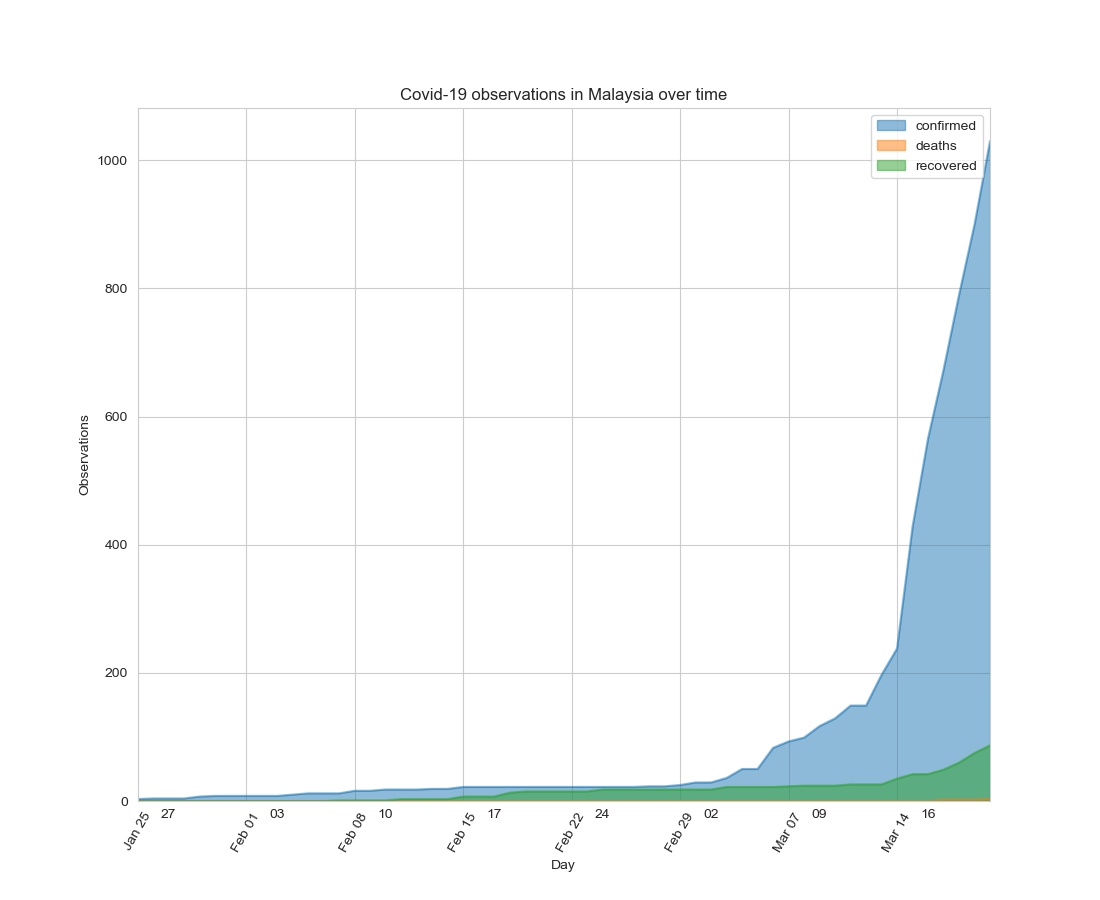 Covid-19 observations in Malaysia over time
confirmed
deaths
recovered
1000
800
600
400
200
0
Observations
Jan 25 27 Feb 01 03 Feb 08 10 Feb 15 17 Feb 22 24 Feb 29 02 Mar 07 09 Mar 14 16
Day